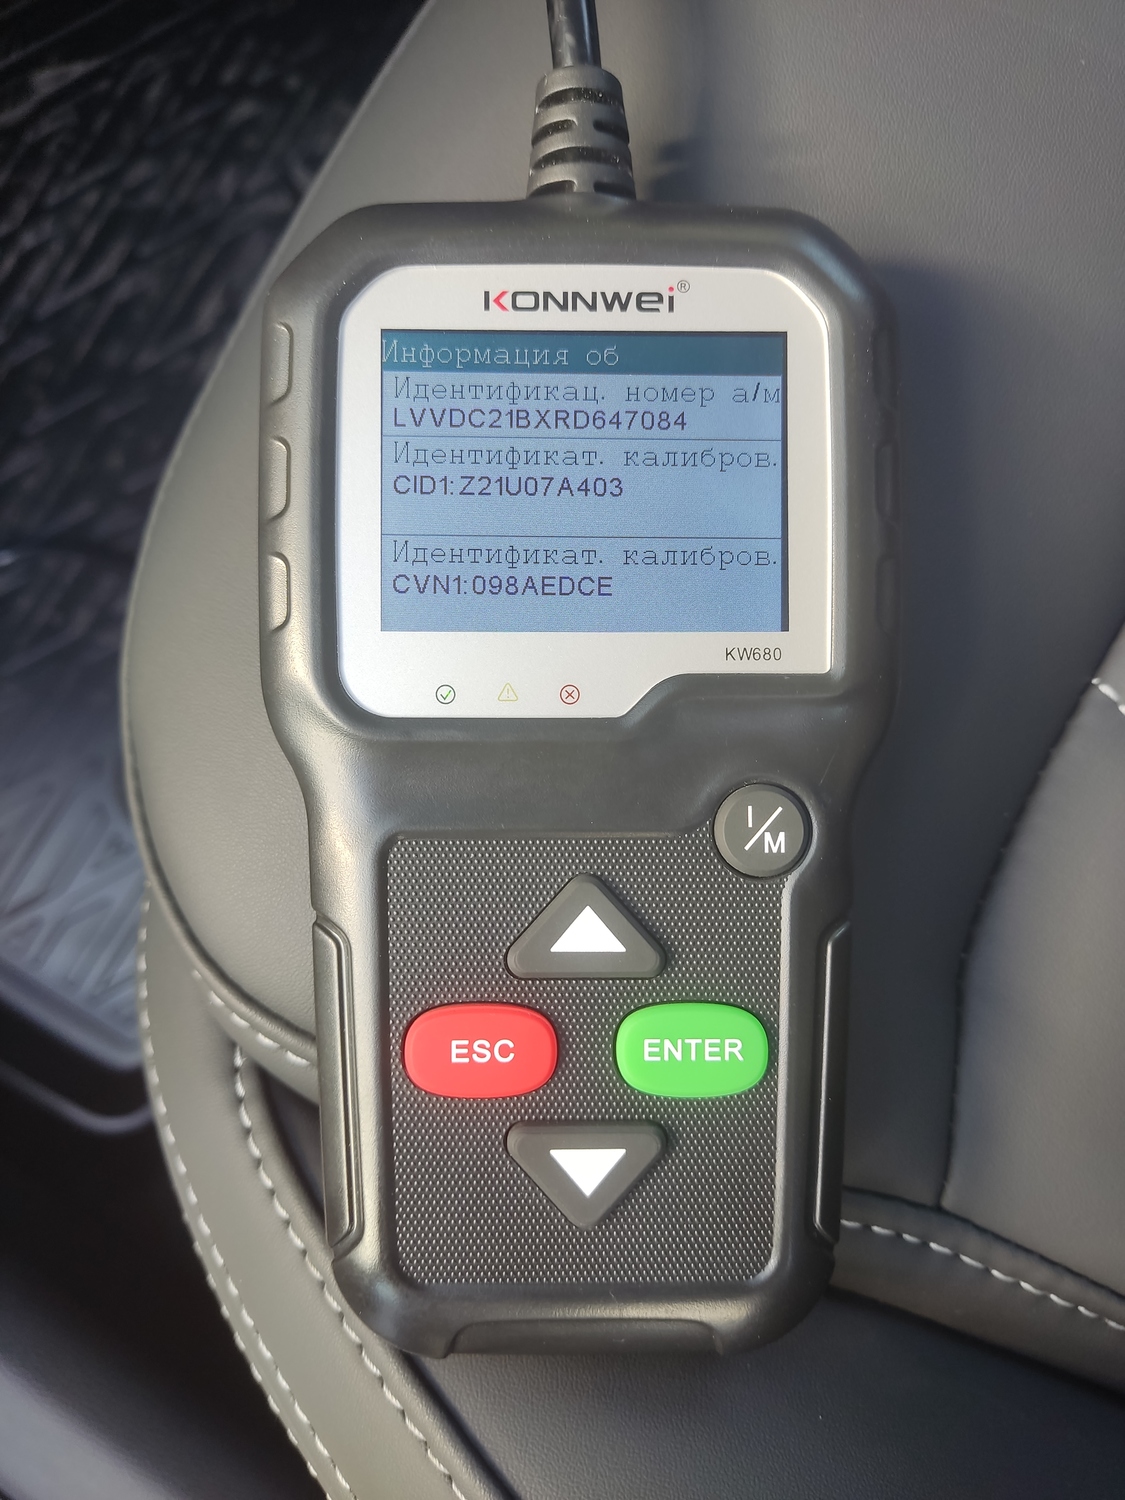 KONNWEI®
Информация об
Идентификац. номер а/м
LVVDC21BXRD647084
Идентификат. калибров.
CID1:Z21U07A403
Идентификат. калибров.
CVN1:098AEDCE
KW680
I/M
ESC
ENTER